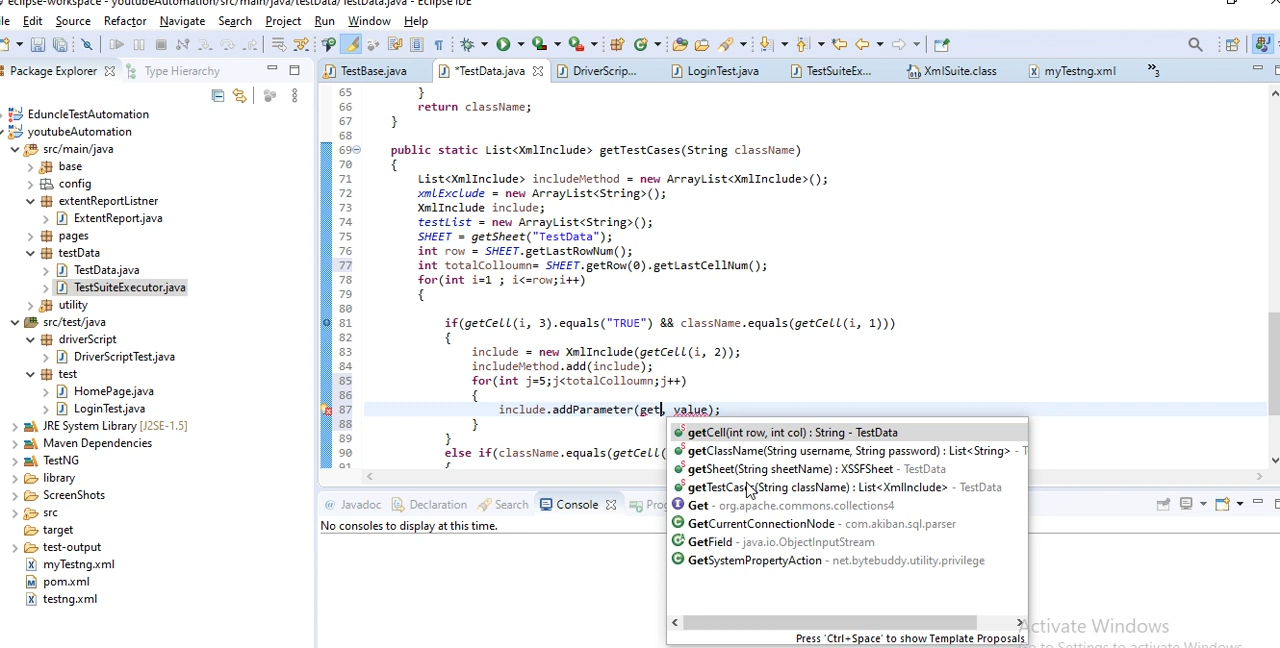 eclipse-workspace - youtubeAutomation/src/main/java/testData/TestData.java - Eclipse IDE
Edit Source Refactor Navigate Search Project Run Window Help
Package Explorer Type Hierarchy
TestBase.java *TestData.java DriverScrip... LoginTest.java TestSuiteEx... XmlSuite.class myTestng.xml »3
EduncleTestAutomation
youtubeAutomation
src/main/java
base
config
extentReportListner
ExtentReport.java
pages
testData
TestData.java
TestSuiteExecutor.java
utility
src/test/java
driverScript
DriverScriptTest.java
test
HomePage.java
LoginTest.java
JRE System Library [J2SE-1.5]
Maven Dependencies
TestNG
library
ScreenShots
src
target
test-output
myTestng.xml
pom.xml
testng.xml
65 }
66 return className;
67 }
68
69 public static List<XmlInclude> getTestCases(String className)
70 {
71 List<XmlInclude> includeMethod = new ArrayList<XmlInclude>();
72 xmlExclude = new ArrayList<String>();
73 XmlInclude include;
74 testList = new ArrayList<String>();
75 SHEET = getSheet("TestData");
76 int row = SHEET.getLastRowNum();
77 int totalColloumn= SHEET.getRow(0).getLastCellNum();
78 for(int i=1 ; i<=row;i++)
79 {
80
81 if(getCell(i, 3).equals("TRUE") && className.equals(getCell(i, 1)))
82 {
83 include = new XmlInclude(getCell(i, 2));
84 includeMethod.add(include);
85 for(int j=5;j<totalColloumn;j++)
86 {
87 include.addParameter(get, value);
88 }
89 }
90 else if(className.equals(getCell(
91 {
getCell(int row, int col) : String - TestData
getClassName(String username, String password) : List<String> - T
getSheet(String sheetName) : XSSFSheet - TestData
getTestCases(String className) : List<XmlInclude> - TestData
Get - org.apache.commons.collections4
GetCurrentConnectionNode - com.akiban.sql.parser
GetField - java.io.ObjectInputStream
GetSystemPropertyAction - net.bytebuddy.utility.privilege
Press 'Ctrl+Space' to show Template Proposals
@ Javadoc Declaration Search Console Prog
No consoles to display at this time.
Activate Windows
Go to Settings to activate Windows.